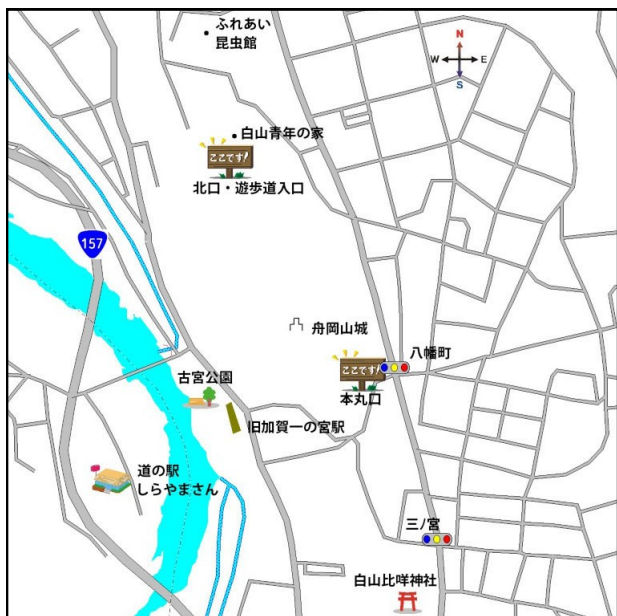 ふれあい
昆虫館
N
W E
S
白山青年の家
ここです!
北口・遊歩道入口
157
舟岡山城
八幡町
ここです!
本丸口
古宮公園
旧加賀一の宮駅
道の駅
しらやまさん
三ノ宮
白山比咩神社